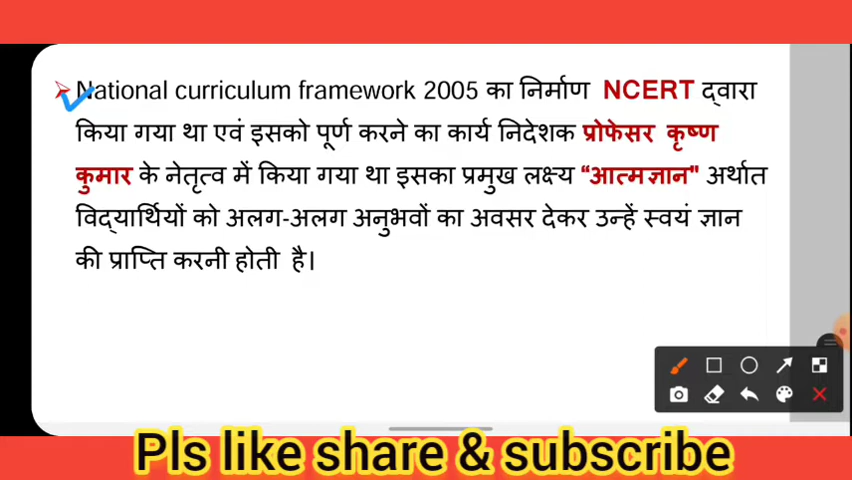 National curriculum framework 2005 का निर्माण NCERT द्वारा
किया गया था एवं इसको पूर्ण करने का कार्य निदेशक प्रोफेसर कृष्ण
कुमार के नेतृत्व में किया गया था इसका प्रमुख लक्ष्य “आत्मज्ञान" अर्थात
विद्यार्थियों को अलग-अलग अनुभवों का अवसर देकर उन्हें स्वयं ज्ञान
की प्राप्ति करनी होती है।
Pls like share & subscribe